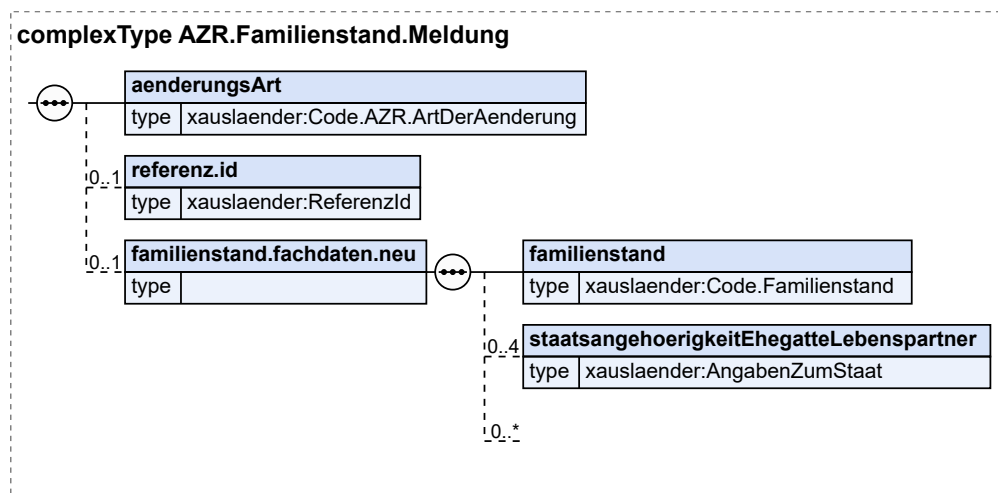 complexType AZR.Familienstand.Meldung
aenderungsArt
type xauslaender:Code.AZR.ArtDerAenderung
0..1 referenz.id
type xauslaender:ReferenzId
0..1 familienstand.fachdaten.neu
type
familienstand
type xauslaender:Code.Familienstand
0..4 staatsangehoerigkeitEhegatteLebenspartner
type xauslaender:AngabenZumStaat
0..*